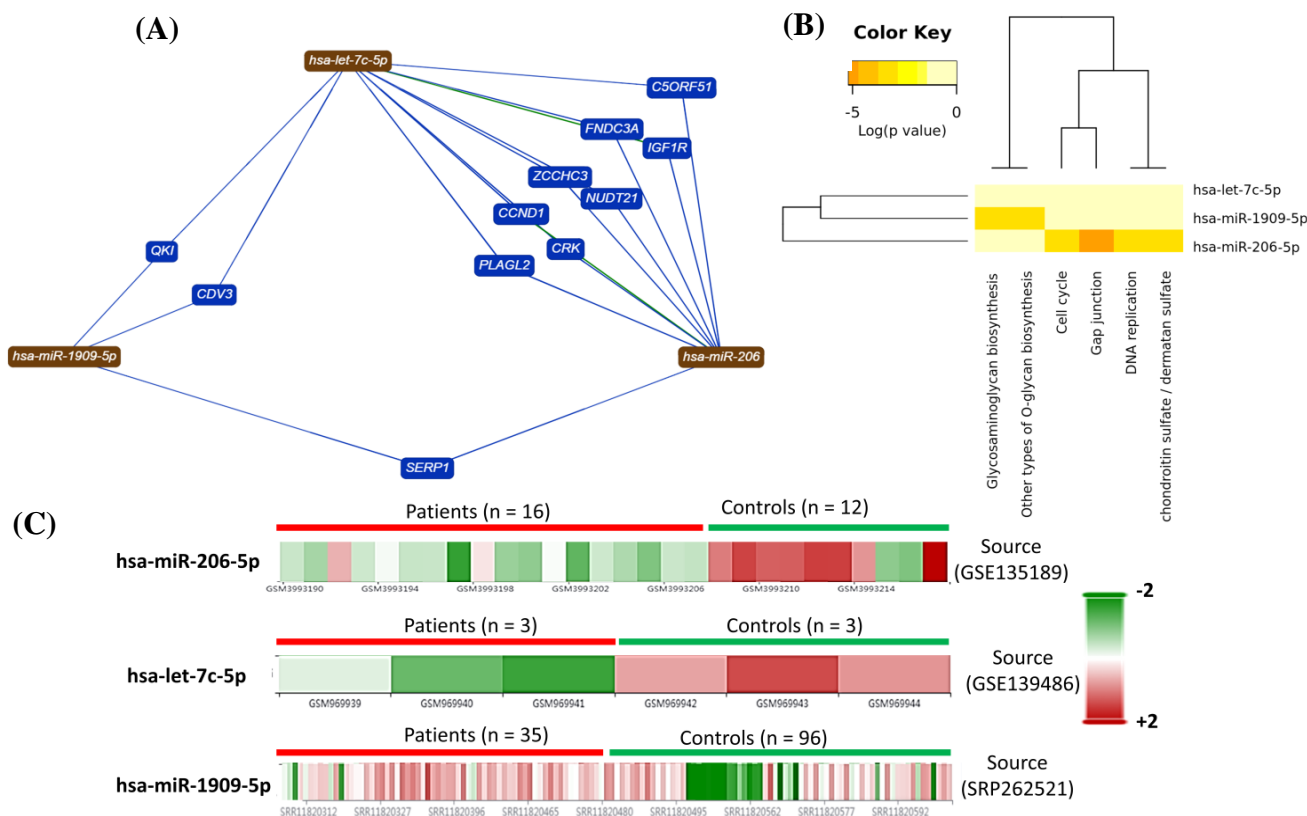 (A)
hsa-let-7c-5p
C5ORF51
FNDC3A
IGF1R
ZCCHC3
NUDT21
CCND1
CRK
QKI
PLAGL2
CDV3
hsa-miR-1909-5p
hsa-miR-206
SERP1
(B)
Color Key
-5
0
Log(p value)
hsa-let-7c-5p
hsa-miR-1909-5p
hsa-miR-206-5p
Glycosaminoglycan biosynthesis
Other types of O-glycan biosynthesis
Cell cycle
Gap junction
DNA replication
chondroitin sulfate / dermatan sulfate
(C)
Patients (n = 16)
Controls (n = 12)
hsa-miR-206-5p
Source
(GSE135189)
GSM3993190
GSM3993194
GSM3993198
GSM3993202
GSM3993206
GSM3993210
GSM3993214
-2
+2
Patients (n = 3)
Controls (n = 3)
hsa-let-7c-5p
Source
(GSE139486)
GSM969939
GSM969940
GSM969941
GSM969942
GSM969943
GSM969944
Patients (n = 35)
Controls (n = 96)
hsa-miR-1909-5p
Source
(SRP262521)
SRR11820312
SRR11820327
SRR11820396
SRR11820465
SRR11820480
SRR11820495
SRR11820562
SRR11820577
SRR11820592